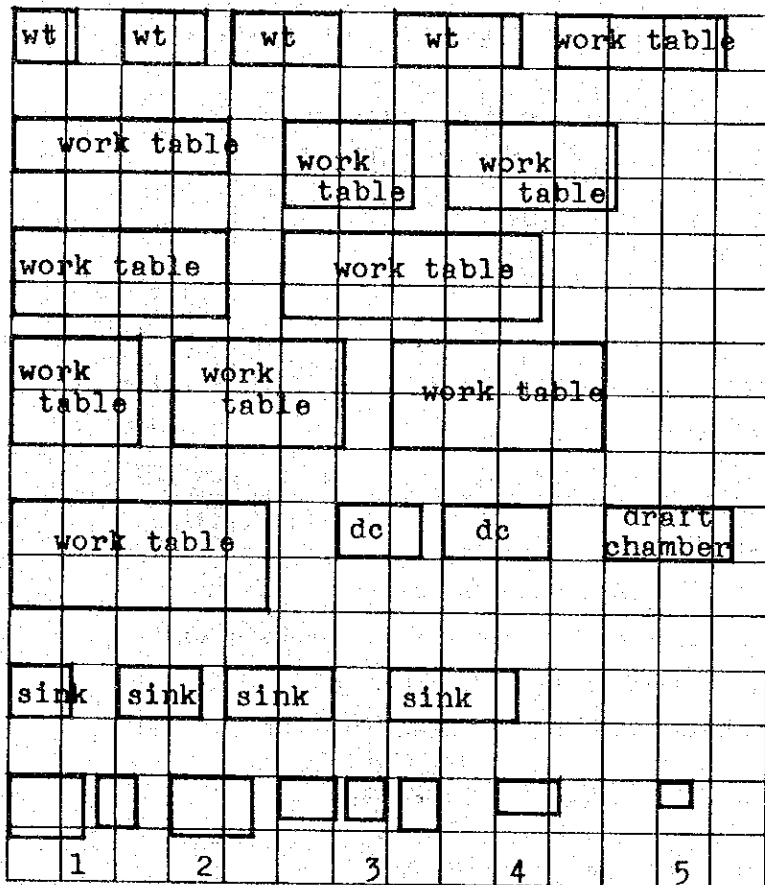 wt wt wt wt work table
work table work table work table
work table work table
work table work table work table
work table dc dc draft chamber
sink sink sink sink
1 2 3 4 5